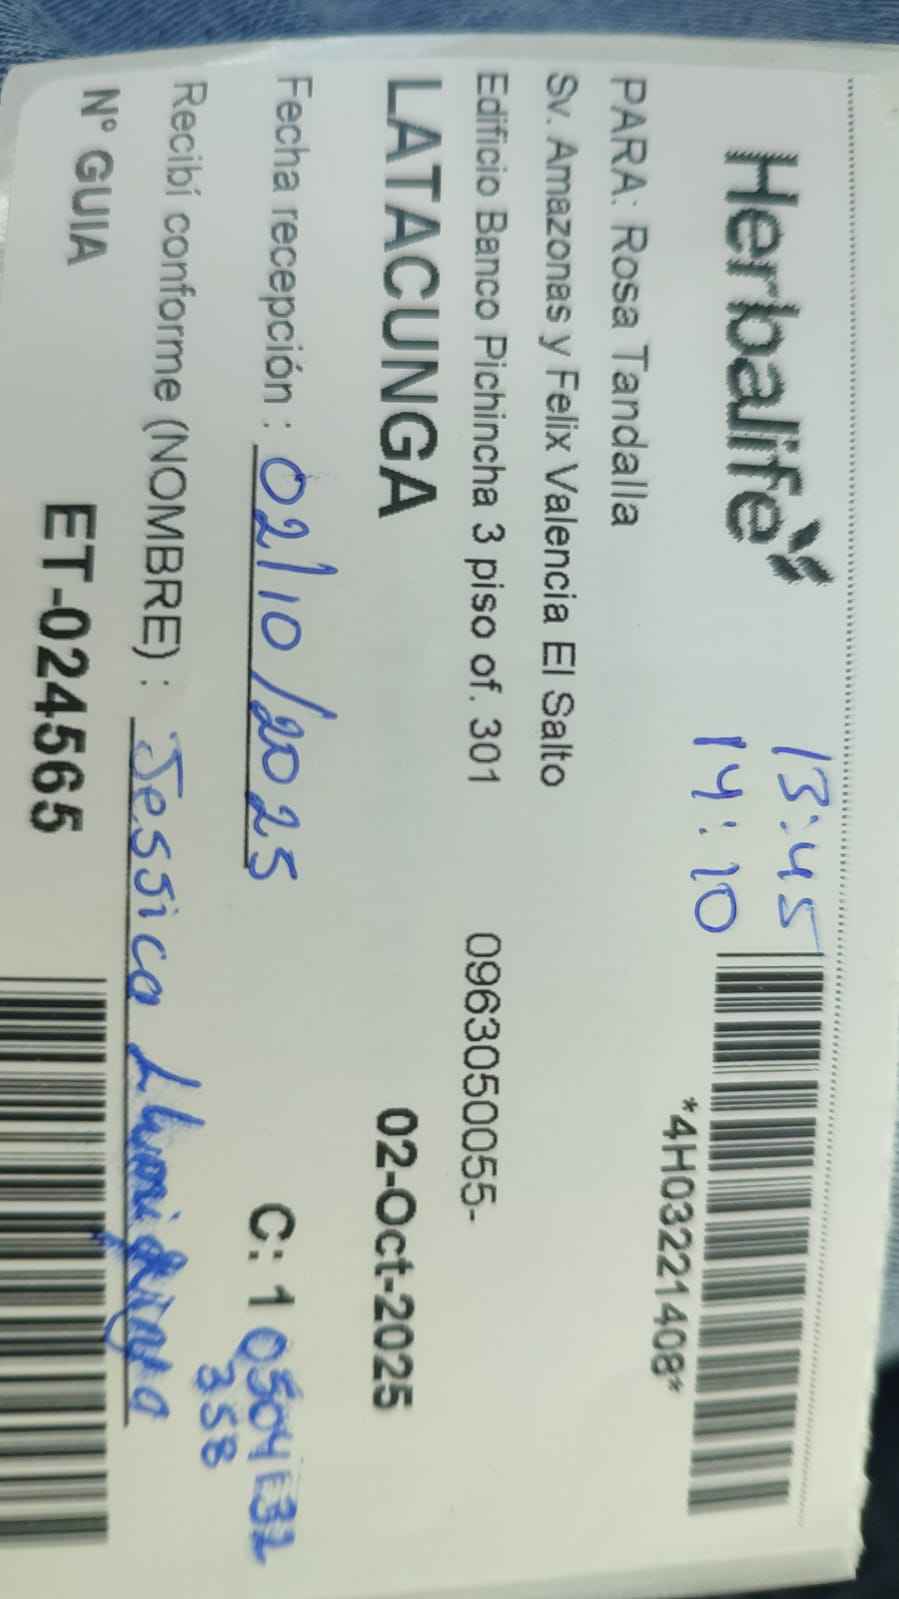 Herbalife
13:45
14:10
*4H03221408*
PARA: Rosa Tandalla
Sv. Amazonas y Felix Valencia El Salto
Edificio Banco Pichincha 3 piso of. 301 0963050055-
LATACUNGA 02-Oct-2025
Fecha recepción : 02/10/2025 C: 1
358
Recibí conforme (NOMBRE) : Jessica
N° GUIA ET-024565